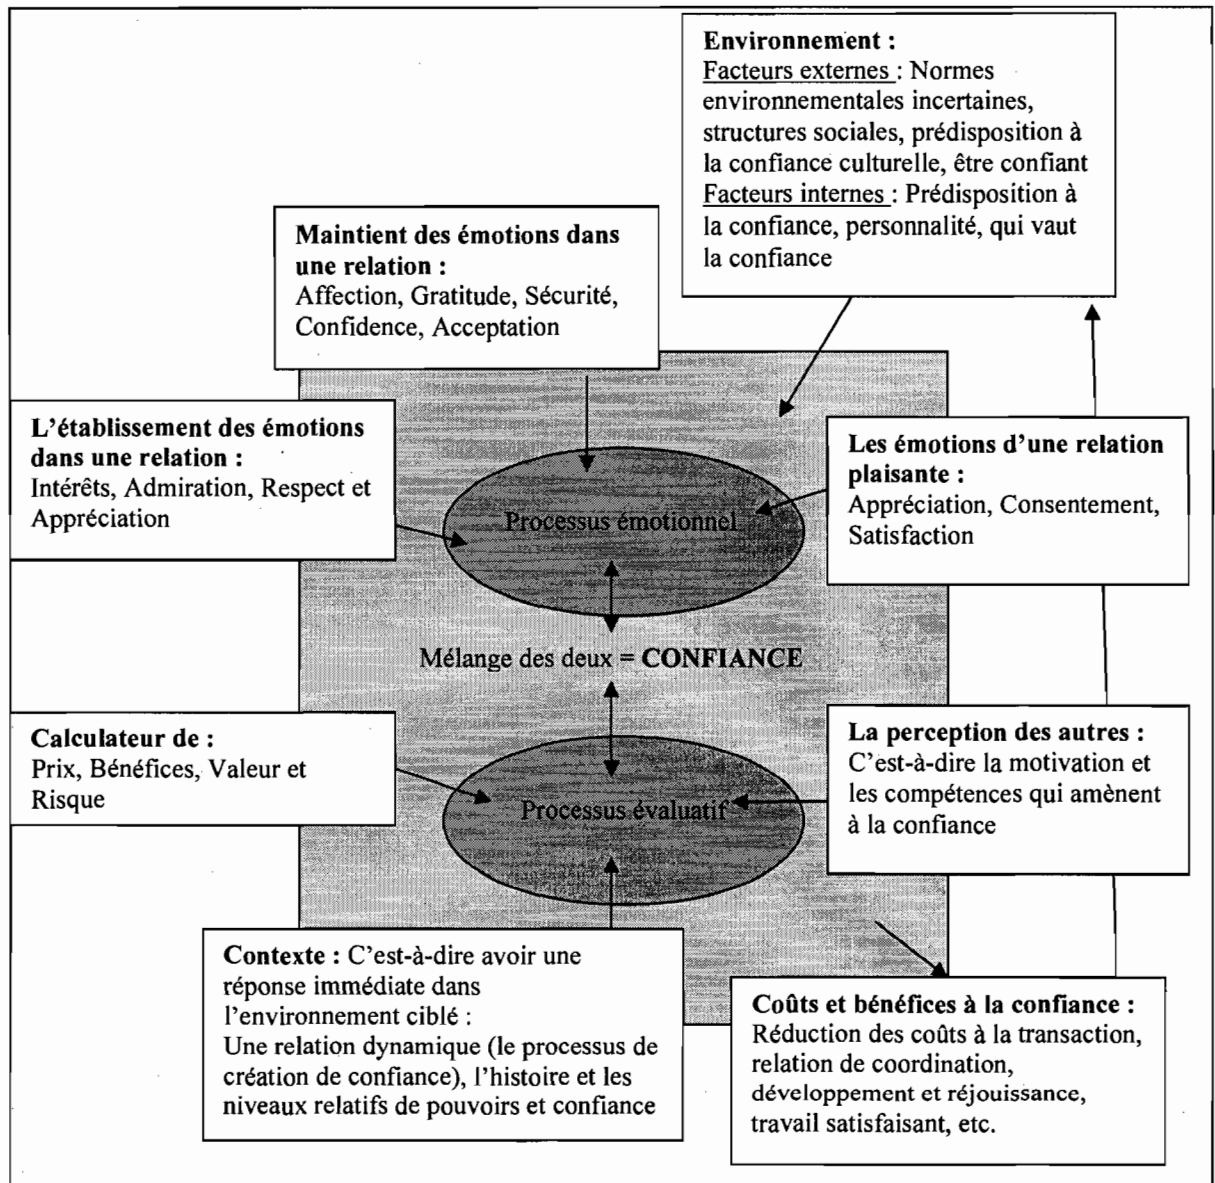 Environnement :
Facteurs externes : Normes
environnementales incertaines,
structures sociales, prédisposition à
la confiance culturelle, être confiant
Facteurs internes : Prédisposition à
la confiance, personnalité, qui vaut
la confiance
Maintient des émotions dans
une relation :
Affection, Gratitude, Sécurité,
Confidence, Acceptation
L'établissement des émotions
dans une relation :
Intérêts, Admiration, Respect et
Appréciation
Les émotions d'une relation
plaisante :
Appréciation, Consentement,
Satisfaction
Processus émotionnel
Mélange des deux = CONFIANCE
Calculateur de :
Prix, Bénéfices, Valeur et
Risque
La perception des autres :
C'est-à-dire la motivation et
les compétences qui amènent
à la confiance
Processus évaluatif
Contexte : C'est-à-dire avoir une
réponse immédiate dans
l'environnement ciblé :
Une relation dynamique (le processus de
création de confiance), l'histoire et les
niveaux relatifs de pouvoirs et confiance
Coûts et bénéfices à la confiance :
Réduction des coûts à la transaction,
relation de coordination,
développement et réjouissance,
travail satisfaisant, etc.